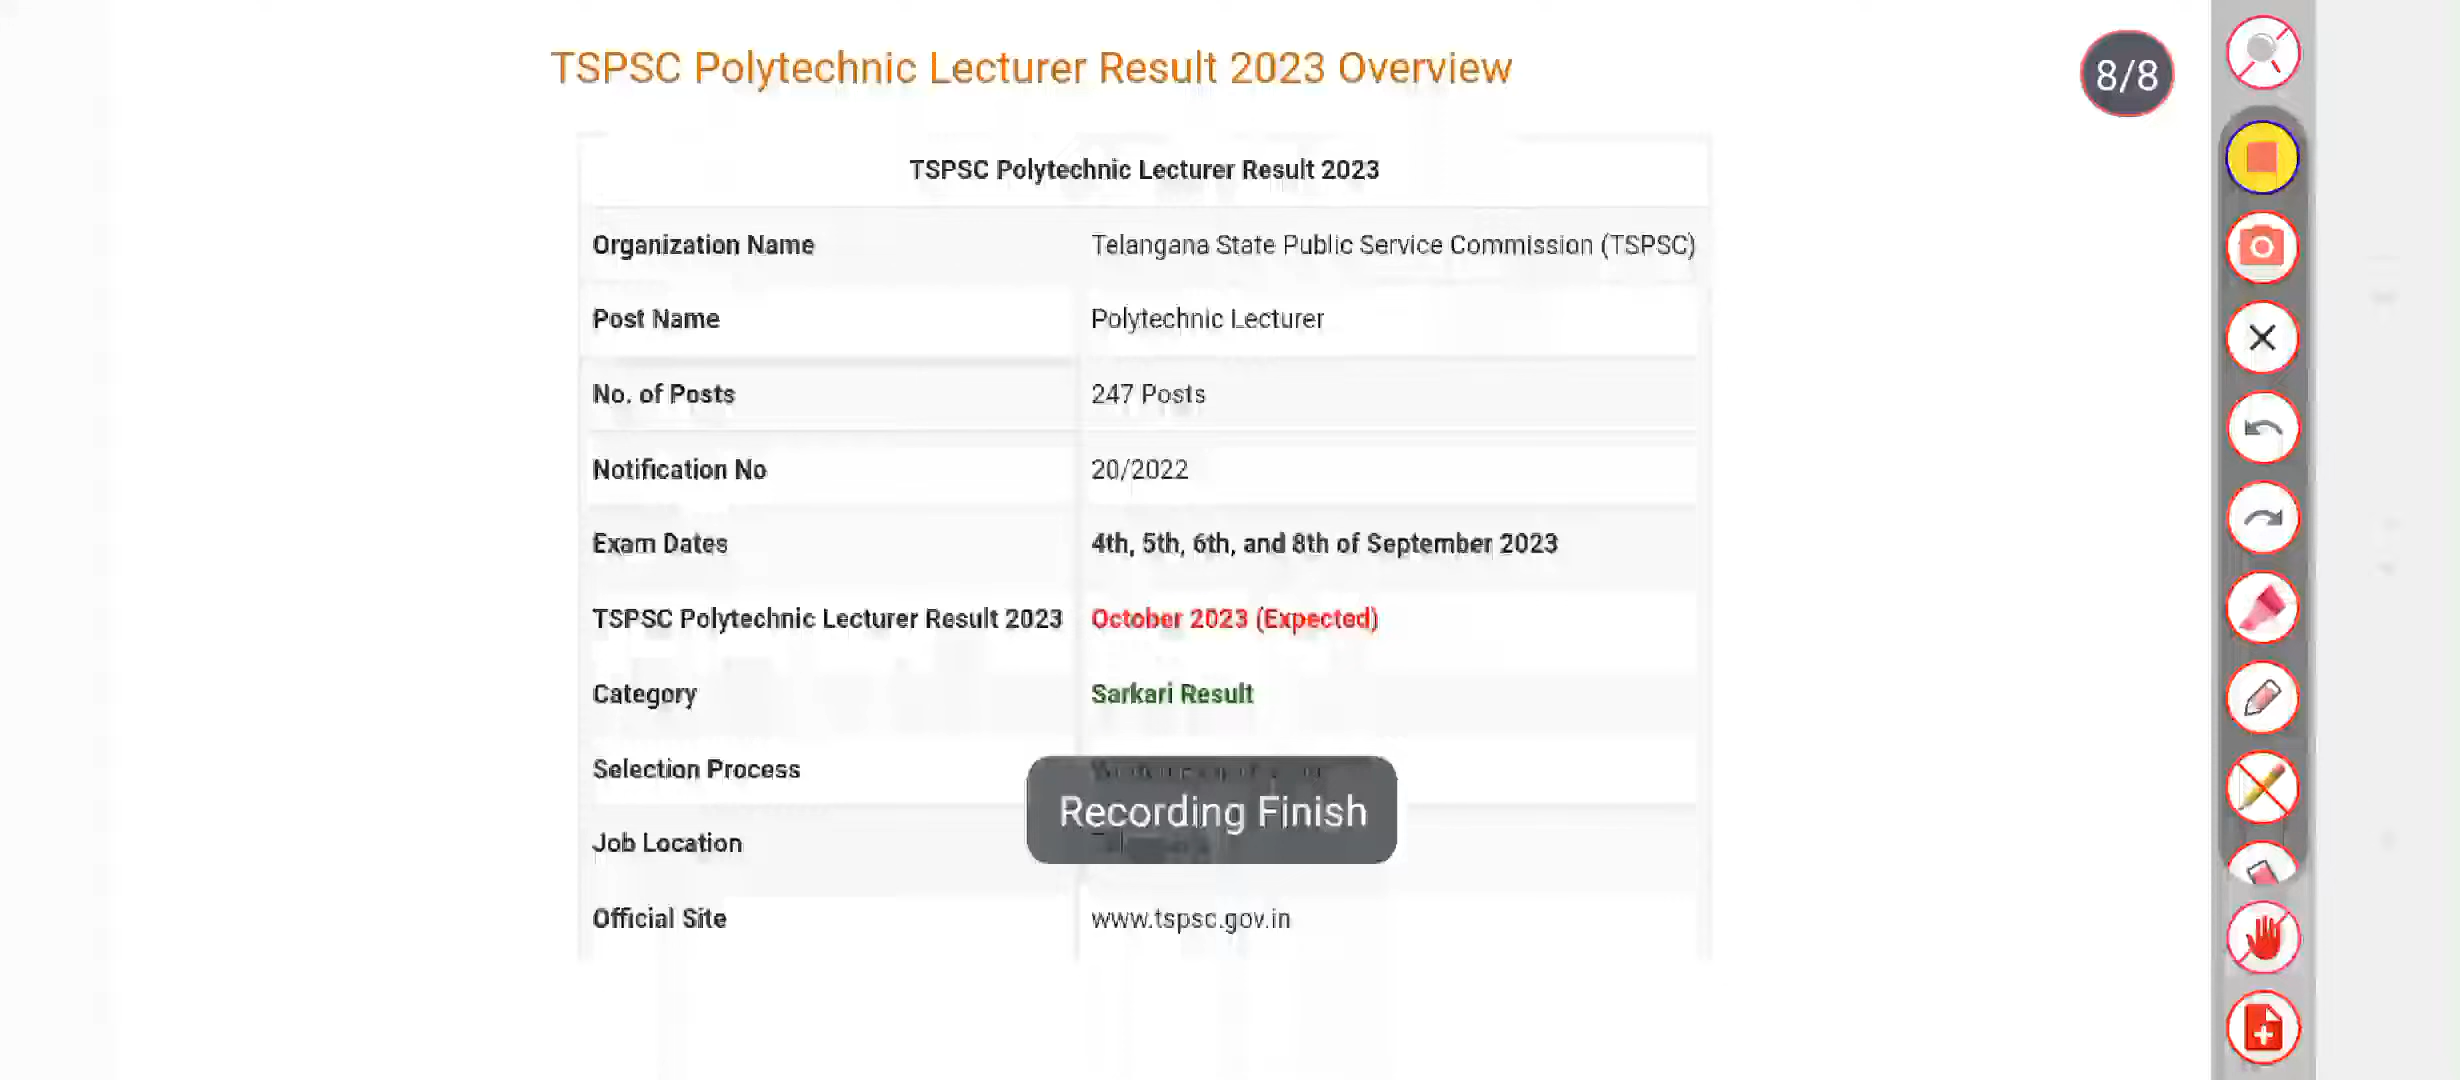 TSPSC Polytechnic Lecturer Result 2023 Overview
8/8
TSPSC Polytechnic Lecturer Result 2023
Organization Name Telangana State Public Service Commission (TSPSC)
Post Name Polytechnic Lecturer
No. of Posts 247 Posts
Notification No 20/2022
Exam Dates 4th, 5th, 6th, and 8th of September 2023
TSPSC Polytechnic Lecturer Result 2023 October 2023 (Expected)
Category Sarkari Result
Selection Process
Recording Finish
Job Location
Official Site www.tspsc.gov.in